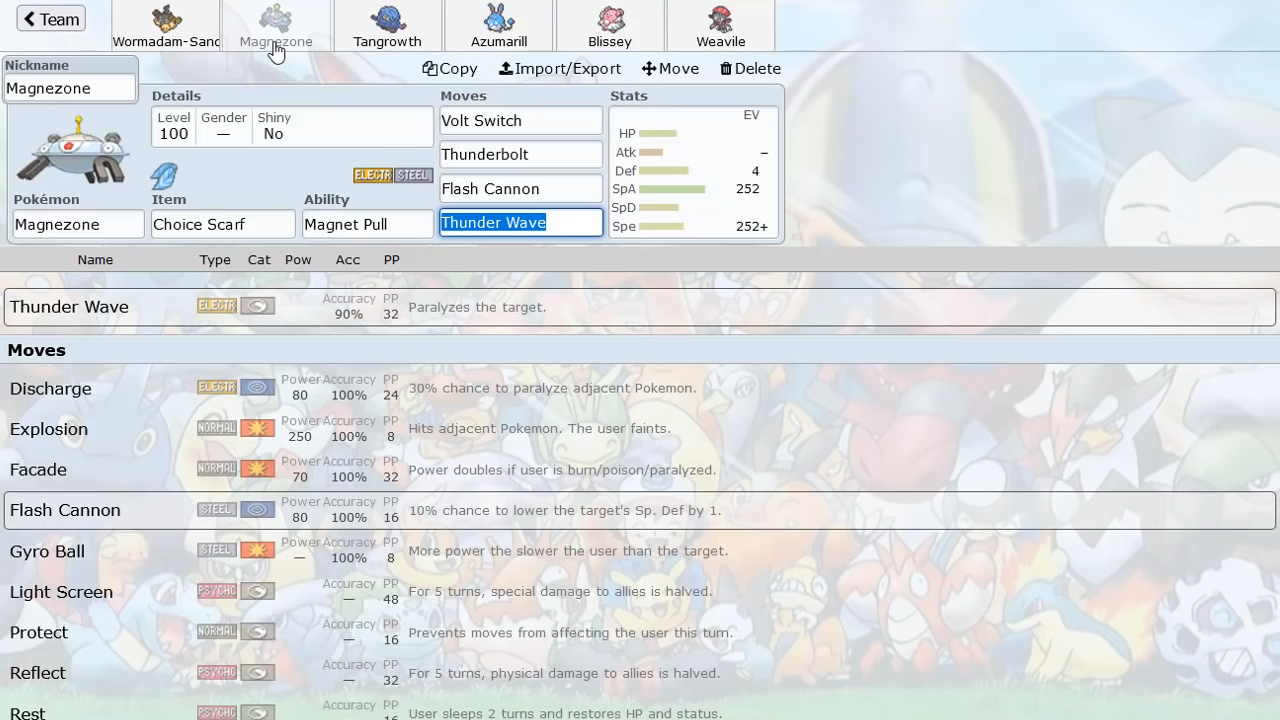 Team
Wormadam-Sand
Magnezone
Tangrowth
Azumarill
Blissey
Weavile
Copy
Import/Export
Move
Delete
Nickname
Magnezone
Details
Level Gender Shiny
100 — No
ELECTR STEEL
Pokémon Item Ability
Magnezone Choice Scarf Magnet Pull
Moves
Volt Switch
Thunderbolt
Flash Cannon
Thunder Wave
Stats
EV
HP
Atk –
Def 4
SpA 252
SpD
Spe 252+
Name Type Cat Pow Acc PP
Thunder Wave ELECTR Accuracy 90% PP 32 Paralyzes the target.
Moves
Discharge ELECTR Power 80 Accuracy 100% PP 24 30% chance to paralyze adjacent Pokemon.
Explosion NORMAL Power 250 Accuracy 100% PP 8 Hits adjacent Pokemon. The user faints.
Facade NORMAL Power 70 Accuracy 100% PP 32 Power doubles if user is burn/poison/paralyzed.
Flash Cannon STEEL Power 80 Accuracy 100% PP 16 10% chance to lower the target's Sp. Def by 1.
Gyro Ball STEEL Power — Accuracy 100% PP 8 More power the slower the user than the target.
Light Screen PSYCHC Accuracy — PP 48 For 5 turns, special damage to allies is halved.
Protect NORMAL Accuracy — PP 16 Prevents moves from affecting the user this turn.
Reflect PSYCHC Accuracy — PP 32 For 5 turns, physical damage to allies is halved.
Rest PSYCHC PP 16 User sleeps 2 turns and restores HP and status.